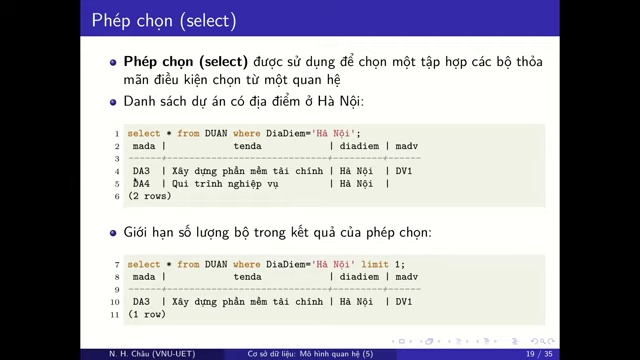 Phép chọn (select)
Phép chọn (select) được sử dụng để chọn một tập hợp các bộ thỏa
mãn điều kiện chọn từ một quan hệ
Danh sách dự án có địa điểm ở Hà Nội:
1 select * from DUAN where DiaDiem='Hà Nội';
2 mada | tenda | diadiem | madv
3 ------+----------------------------+---------+------
4 DA3 | Xây dựng phần mềm tài chính | Hà Nội | DV1
5 DA4 | Qui trình nghiệp vụ | Hà Nội |
6 (2 rows)
Giới hạn số lượng bộ trong kết quả của phép chọn:
7 select * from DUAN where DiaDiem='Hà Nội' limit 1;
8 mada | tenda | diadiem | madv
9 ------+----------------------------+---------+------
10 DA3 | Xây dựng phần mềm tài chính | Hà Nội | DV1
11 (1 row)
N. H. Châu (VNU-UET) Cơ sở dữ liệu: Mô hình quan hệ (5) 19 / 35